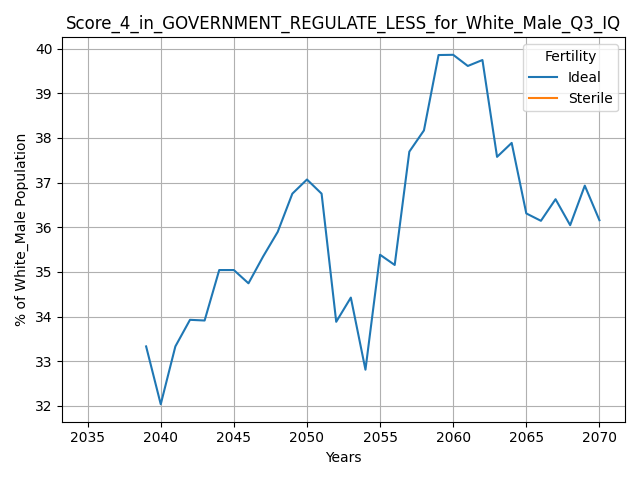 Score_4_in_GOVERNMENT_REGULATE_LESS_for_White_Male_Q3_IQ
Fertility
Ideal
Sterile
% of White_Male Population
40
39
38
37
36
35
34
33
32
2035 2040 2045 2050 2055 2060 2065 2070
Years